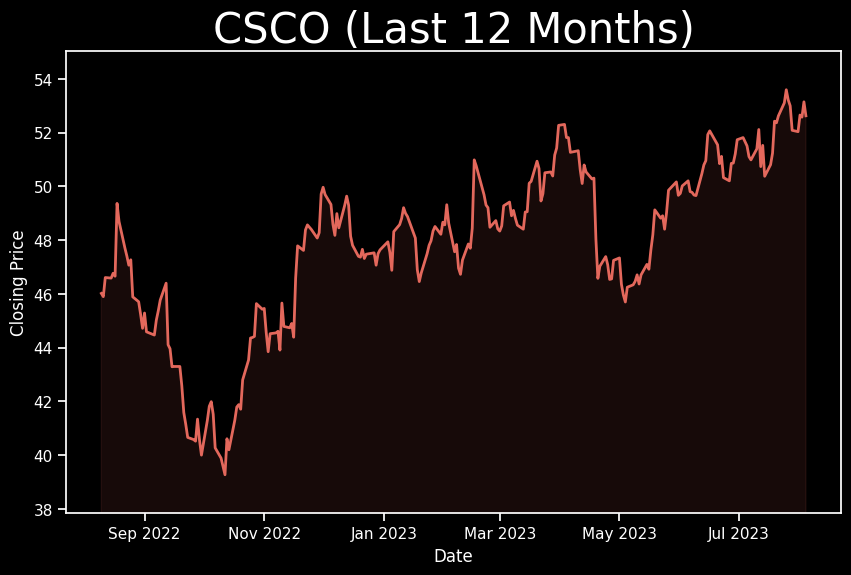 CSCO (Last 12 Months)
Closing Price
54
52
50
48
46
44
42
40
38
Sep 2022
Nov 2022
Jan 2023
Mar 2023
May 2023
Jul 2023
Date